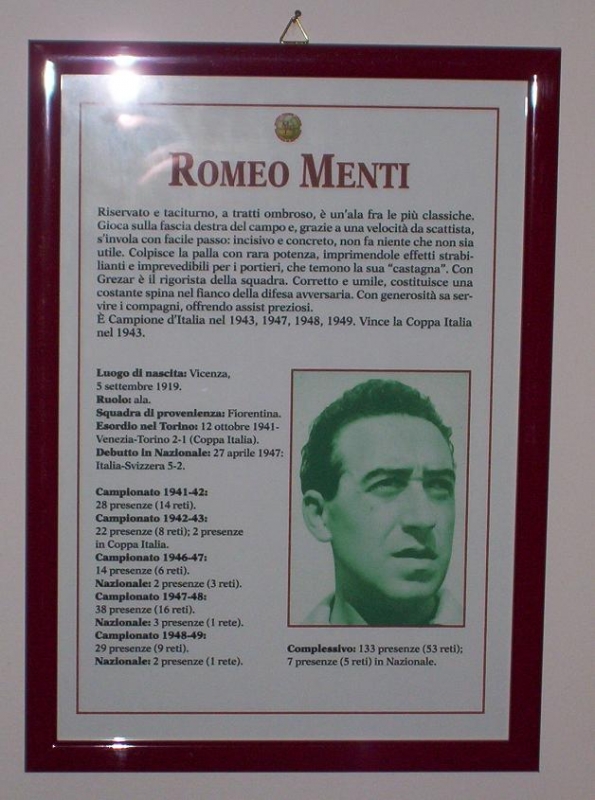 ROMEO MENTI
Riservato e taciturno, a tratti ombroso, è un'ala fra le più classiche.
Gioca sulla fascia destra del campo e, grazie a una velocità da scattista,
s'invola con facile passo: incisivo e concreto, non fa niente che non sia
utile. Colpisce la palla con rara potenza, imprimendole effetti strabi-
lianti e imprevedibili per i portieri, che temono la sua "castagna". Con
Grezar è il rigorista della squadra. Corretto e umile, costituisce una
costante spina nel fianco della difesa avversaria. Con generosità sa ser-
vire i compagni, offrendo assist preziosi.
È Campione d'Italia nel 1943, 1947, 1948, 1949. Vince la Coppa Italia
nel 1943.
Luogo di nascita: Vicenza,
5 settembre 1919.
Ruolo: ala.
Squadra di provenienza: Fiorentina.
Esordio nel Torino: 12 ottobre 1941-
Venezia-Torino 2-1 (Coppa Italia).
Debutto in Nazionale: 27 aprile 1947:
Italia-Svizzera 5-2.
Campionato 1941-42:
28 presenze (14 reti).
Campionato 1942-43:
22 presenze (8 reti); 2 presenze
in Coppa Italia.
Campionato 1946-47:
14 presenze (6 reti).
Nazionale: 2 presenze (3 reti).
Campionato 1947-48:
38 presenze (16 reti).
Nazionale: 3 presenze (1 rete).
Campionato 1948-49:
29 presenze (9 reti).
Nazionale: 2 presenze (1 rete).
Complessivo: 133 presenze (53 reti);
7 presenze (5 reti) in Nazionale.